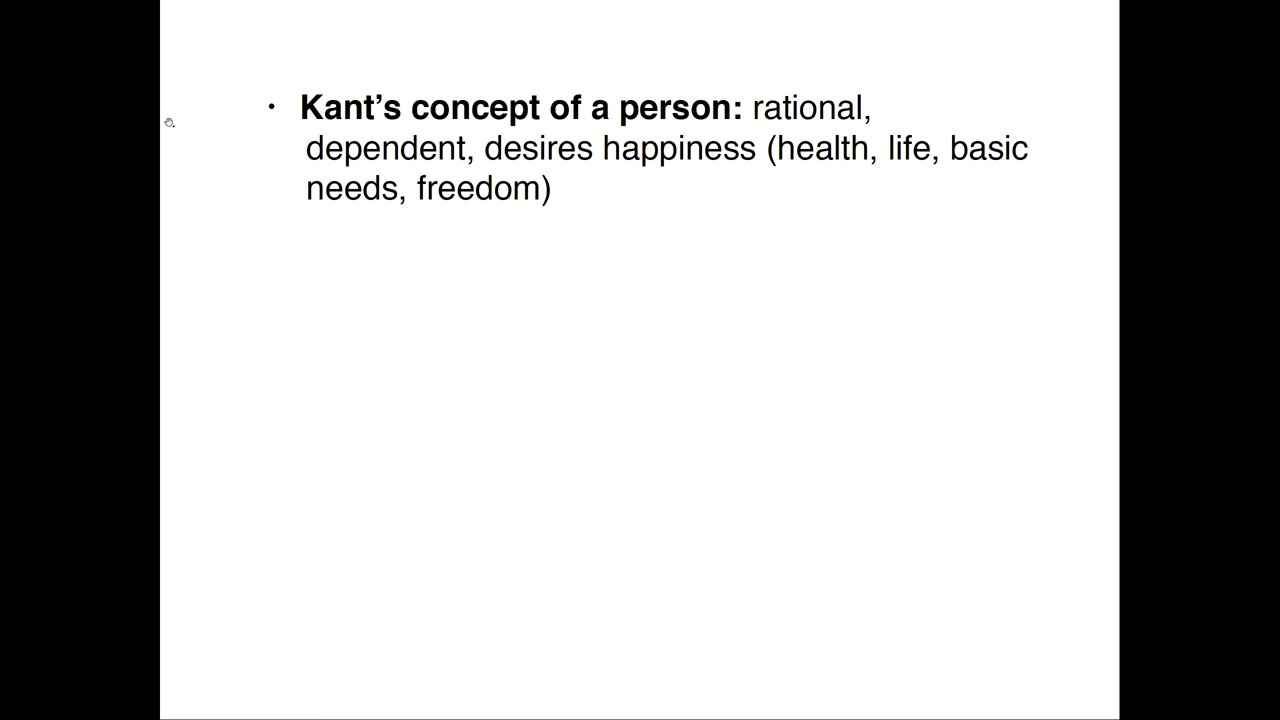 • Kant’s concept of a person: rational,
dependent, desires happiness (health, life, basic
needs, freedom)